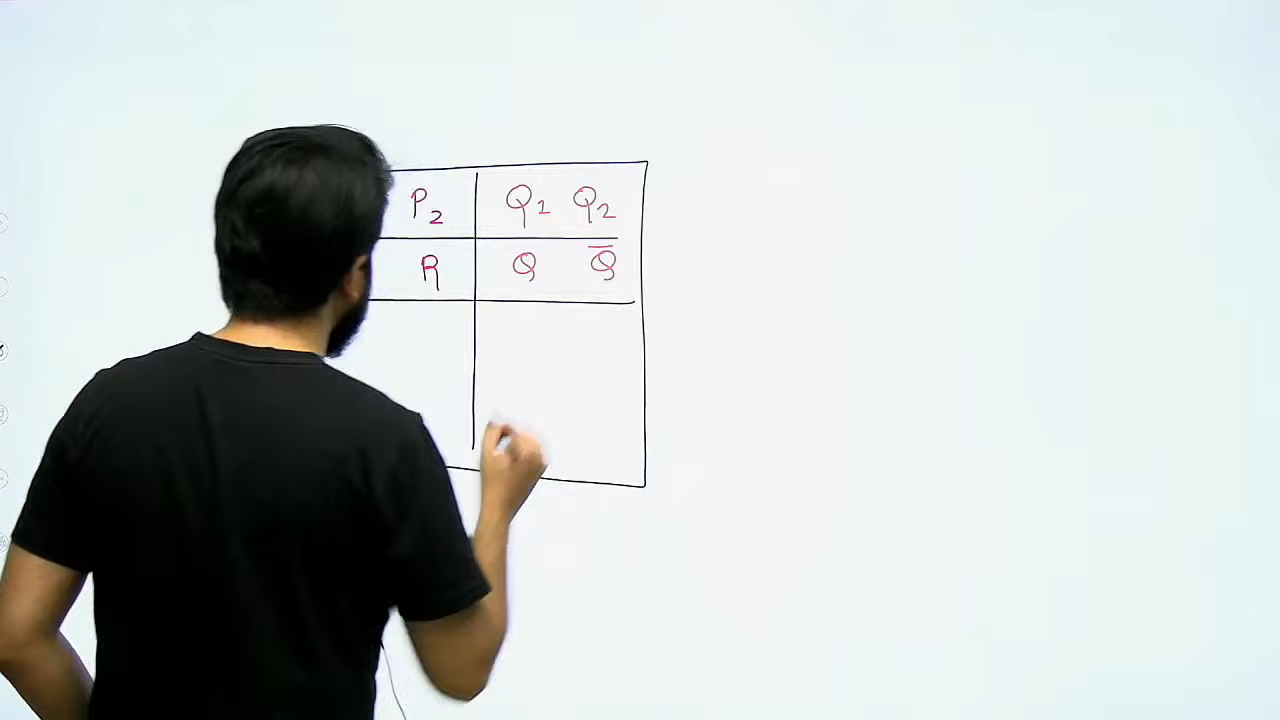 P₂ Q₁ Q₂
R Q Q̅